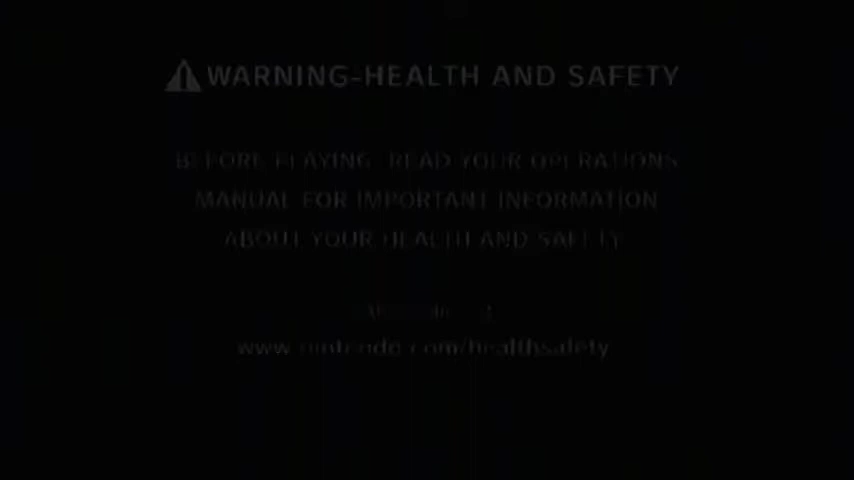 WARNING-HEALTH AND SAFETY
BEFORE PLAYING, READ YOUR OPERATIONS
MANUAL FOR IMPORTANT INFORMATION
ABOUT YOUR HEALTH AND SAFETY
www.nintendo.com/healthsafety